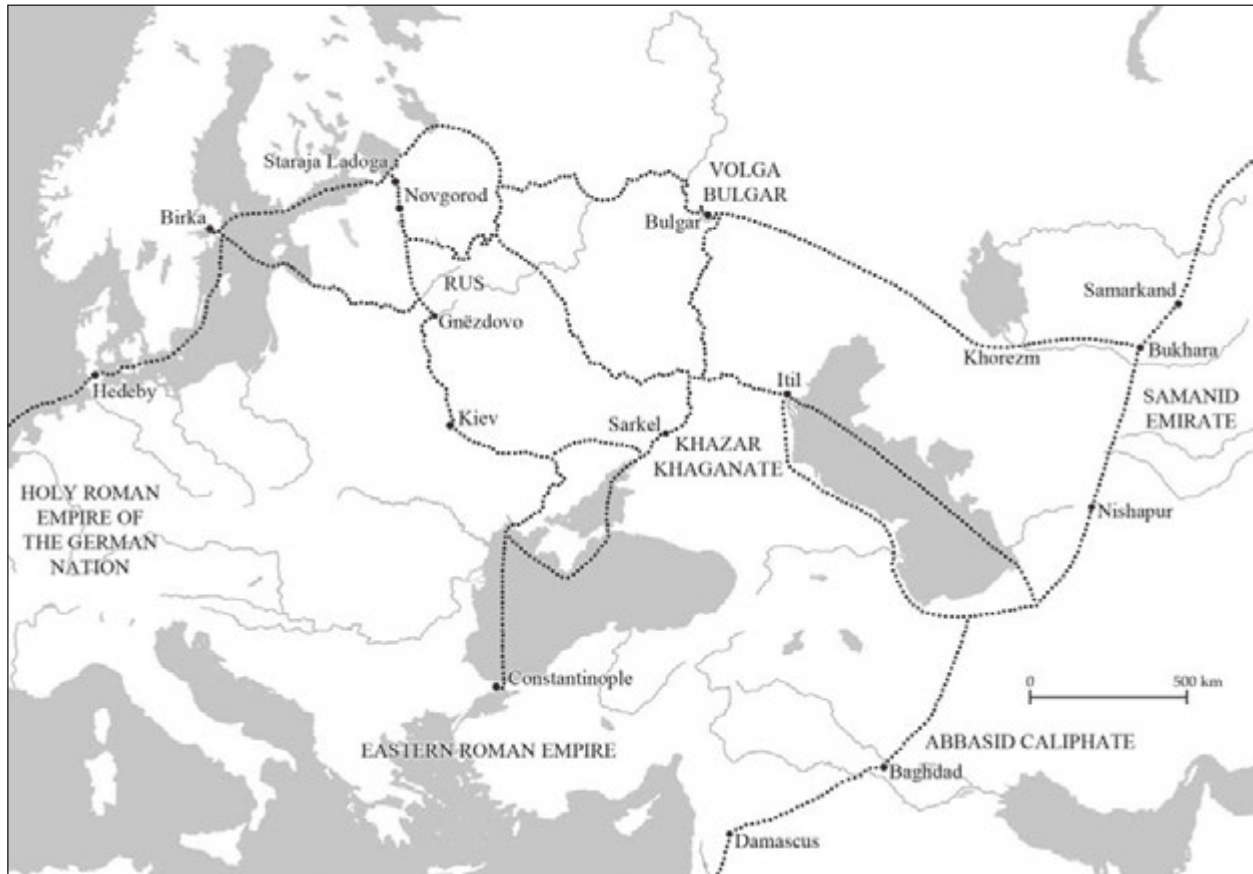 Staraja Ladoga
Novgorod
Birka
VOLGA
BULGAR
Bulgar
RUS
Gnëzdovo
Samarkand
Bukhara
Khorezm
Hedeby
Itil
SAMANID
EMIRATE
Kiev
Sarkel
KHAZAR
KHAGANATE
HOLY ROMAN
EMPIRE OF
THE GERMAN
NATION
Nishapur
Constantinople
0 500 km
EASTERN ROMAN EMPIRE
ABBASID CALIPHATE
Baghdad
Damascus